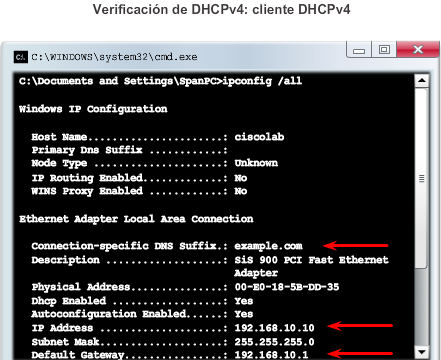 Verificación de DHCPv4: cliente DHCPv4
C:\WINDOWS\system32\cmd.exe
C:\Documents and Settings\SpanPC>ipconfig /all
Windows IP Configuration
Host Name.....................: ciscolab
Primary Dns Suffix ...........:
Node Type ....................: Unknown
IP Routing Enabled............: No
WINS Proxy Enabled ...........: No
Ethernet Adapter Local Area Connection
Connection-specific DNS Suffix.: example.com
Description ..................: SiS 900 PCI Fast Ethernet
Adapter
Physical Address..............: 00-E0-18-5B-DD-35
Dhcp Enabled .................: Yes
Autoconfiguration Enabled.....: Yes
IP Address ...................: 192.168.10.10
Subnet Mask...................: 255.255.255.0
Default Gateway...............: 192.168.10.1